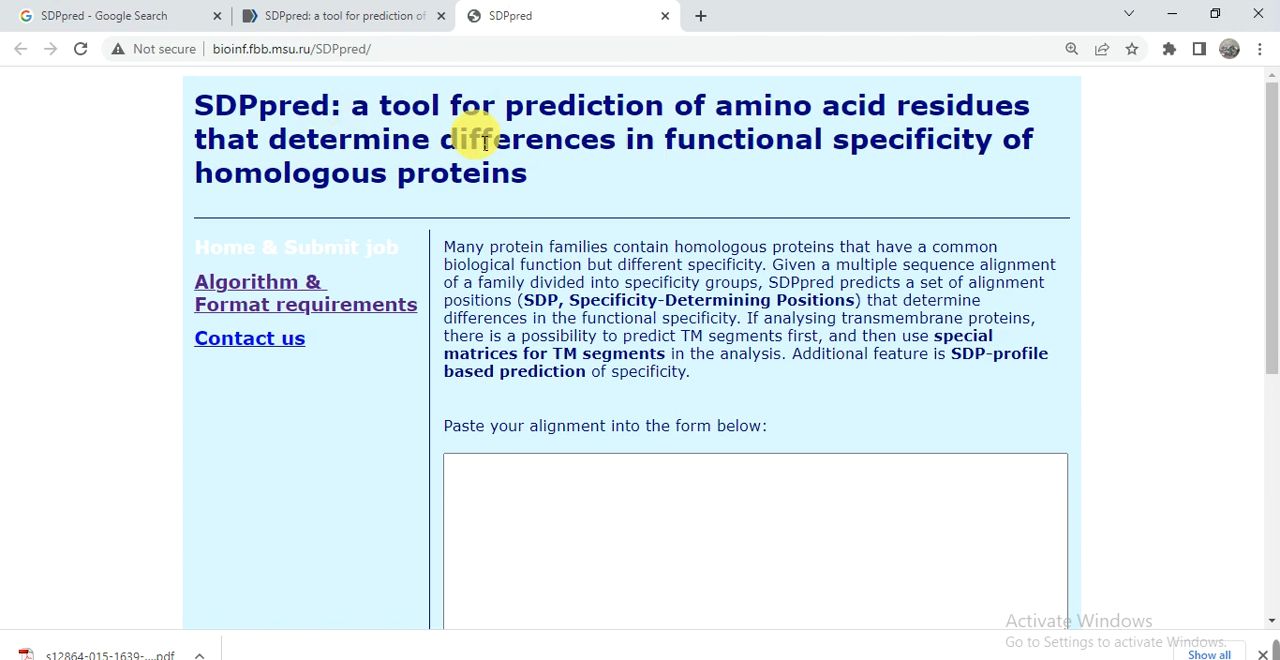 SDPpred - Google Search
SDPpred: a tool for prediction of
SDPpred
Not secure
bioinf.fbb.msu.ru/SDPpred/
SDPpred: a tool for prediction of amino acid residues
that determine differences in functional specificity of
homologous proteins
Home & Submit job
Algorithm &
Format requirements
Contact us
Many protein families contain homologous proteins that have a common
biological function but different specificity. Given a multiple sequence alignment
of a family divided into specificity groups, SDPpred predicts a set of alignment
positions (SDP, Specificity-Determining Positions) that determine
differences in the functional specificity. If analysing transmembrane proteins,
there is a possibility to predict TM segments first, and then use special
matrices for TM segments in the analysis. Additional feature is SDP-profile
based prediction of specificity.
Paste your alignment into the form below:
Activate Windows
Go to Settings to activate Windows.
s12864-015-1639-....pdf
Show all